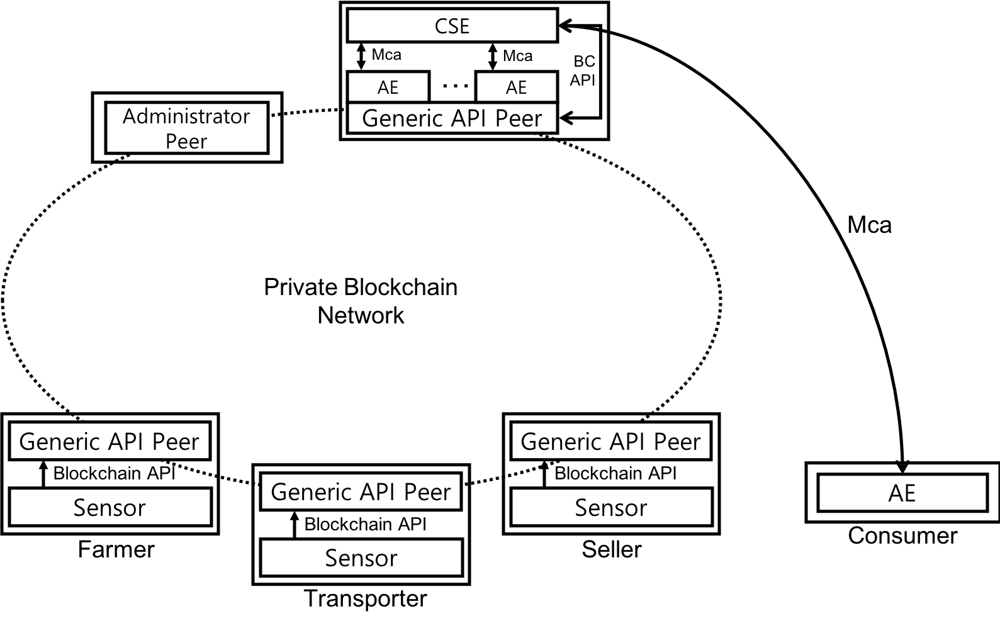 CSE
Mca
Mca
BC
API
AE
...
AE
Generic API Peer
Administrator
Peer
Mca
Private Blockchain
Network
Generic API Peer
Blockchain API
Sensor
Farmer
Generic API Peer
Blockchain API
Sensor
Transporter
Generic API Peer
Blockchain API
Sensor
Seller
AE
Consumer